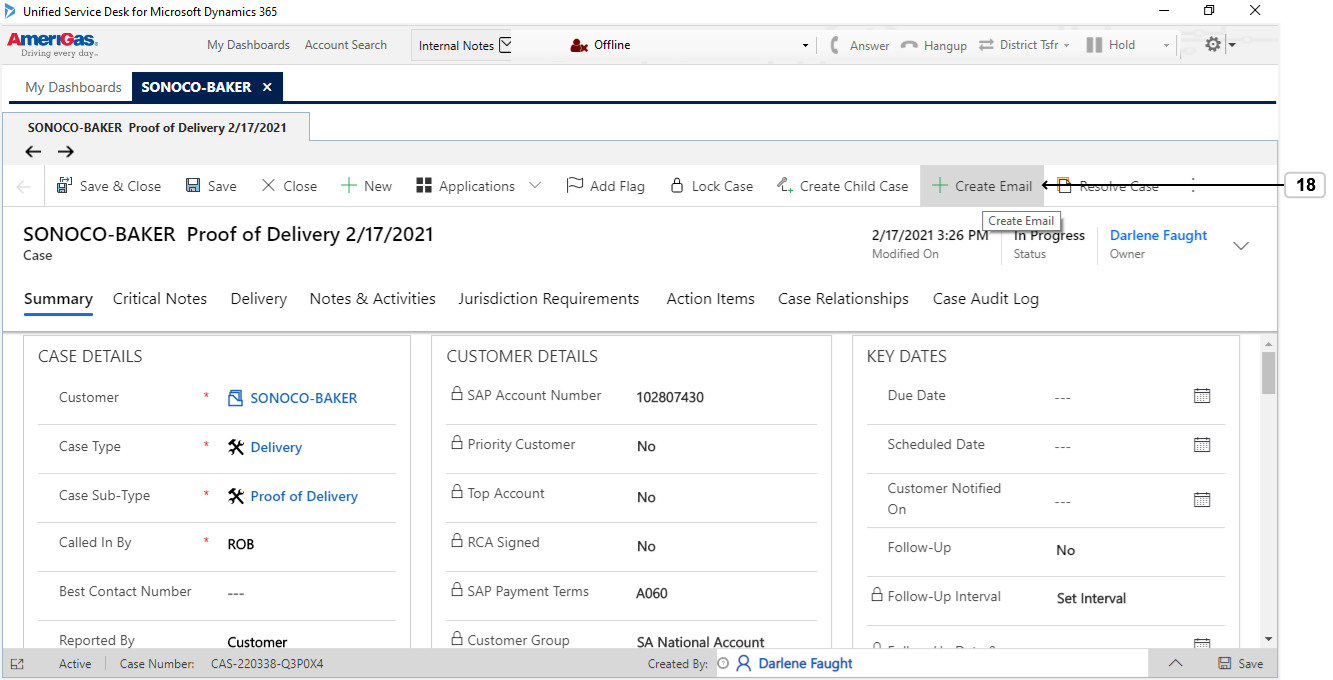 Unified Service Desk for Microsoft Dynamics 365
AmeriGas.
Driving every day™
My Dashboards Account Search Internal Notes Offline Answer Hangup District Tsfr Hold
My Dashboards SONOCO-BAKER ×
SONOCO-BAKER Proof of Delivery 2/17/2021
Save & Close Save Close New Applications Add Flag Lock Case Create Child Case Create Email Resolve Case 18
Create Email
SONOCO-BAKER Proof of Delivery 2/17/2021 2/17/2021 3:26 PM In Progress Darlene Faught
Case Modified On Status Owner
Summary Critical Notes Delivery Notes & Activities Jurisdiction Requirements Action Items Case Relationships Case Audit Log
CASE DETAILS
Customer * SONOCO-BAKER
Case Type * Delivery
Case Sub-Type * Proof of Delivery
Called In By * ROB
Best Contact Number ---
Reported By Customer
CUSTOMER DETAILS
SAP Account Number 102807430
Priority Customer No
Top Account No
RCA Signed No
SAP Payment Terms A060
Customer Group SA National Account
KEY DATES
Due Date ---
Scheduled Date ---
Customer Notified
On ---
Follow-Up No
Follow-Up Interval Set Interval
Active Case Number: CAS-220338-Q3P0X4 Created By: Darlene Faught Save